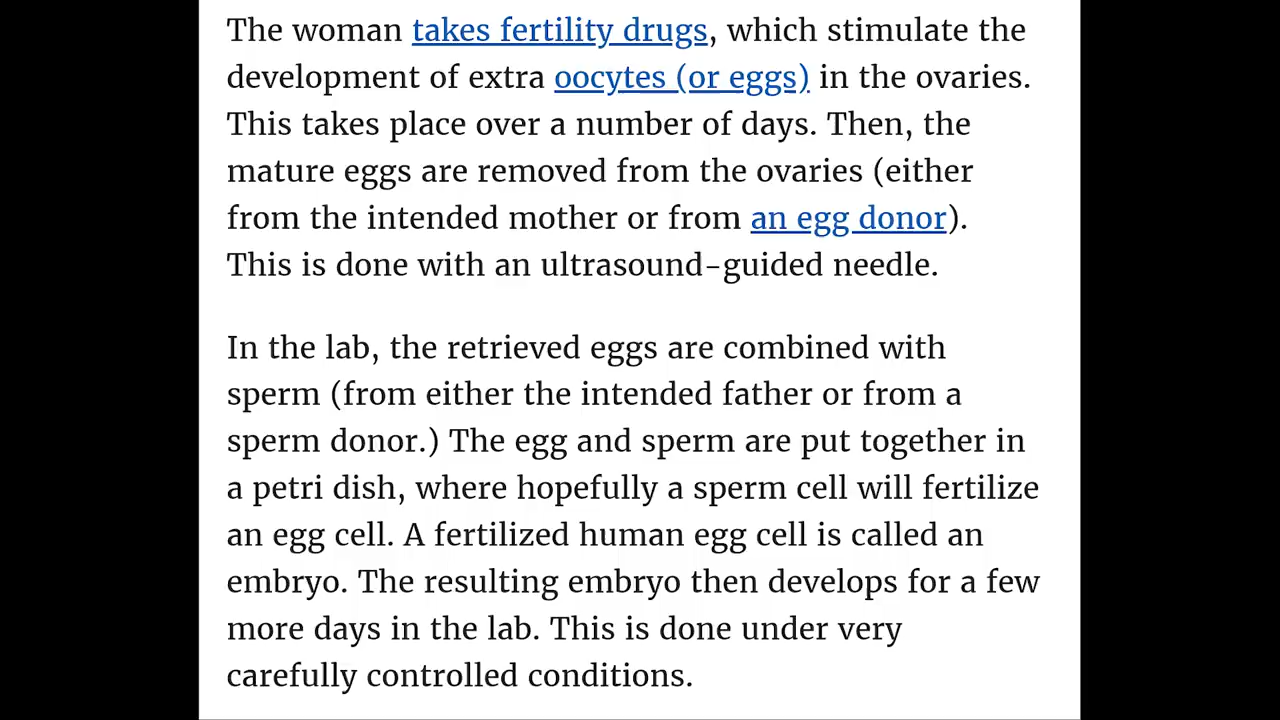 The woman takes fertility drugs, which stimulate the
development of extra oocytes (or eggs) in the ovaries.
This takes place over a number of days. Then, the
mature eggs are removed from the ovaries (either
from the intended mother or from an egg donor).
This is done with an ultrasound-guided needle.
In the lab, the retrieved eggs are combined with
sperm (from either the intended father or from a
sperm donor.) The egg and sperm are put together in
a petri dish, where hopefully a sperm cell will fertilize
an egg cell. A fertilized human egg cell is called an
embryo. The resulting embryo then develops for a few
more days in the lab. This is done under very
carefully controlled conditions.